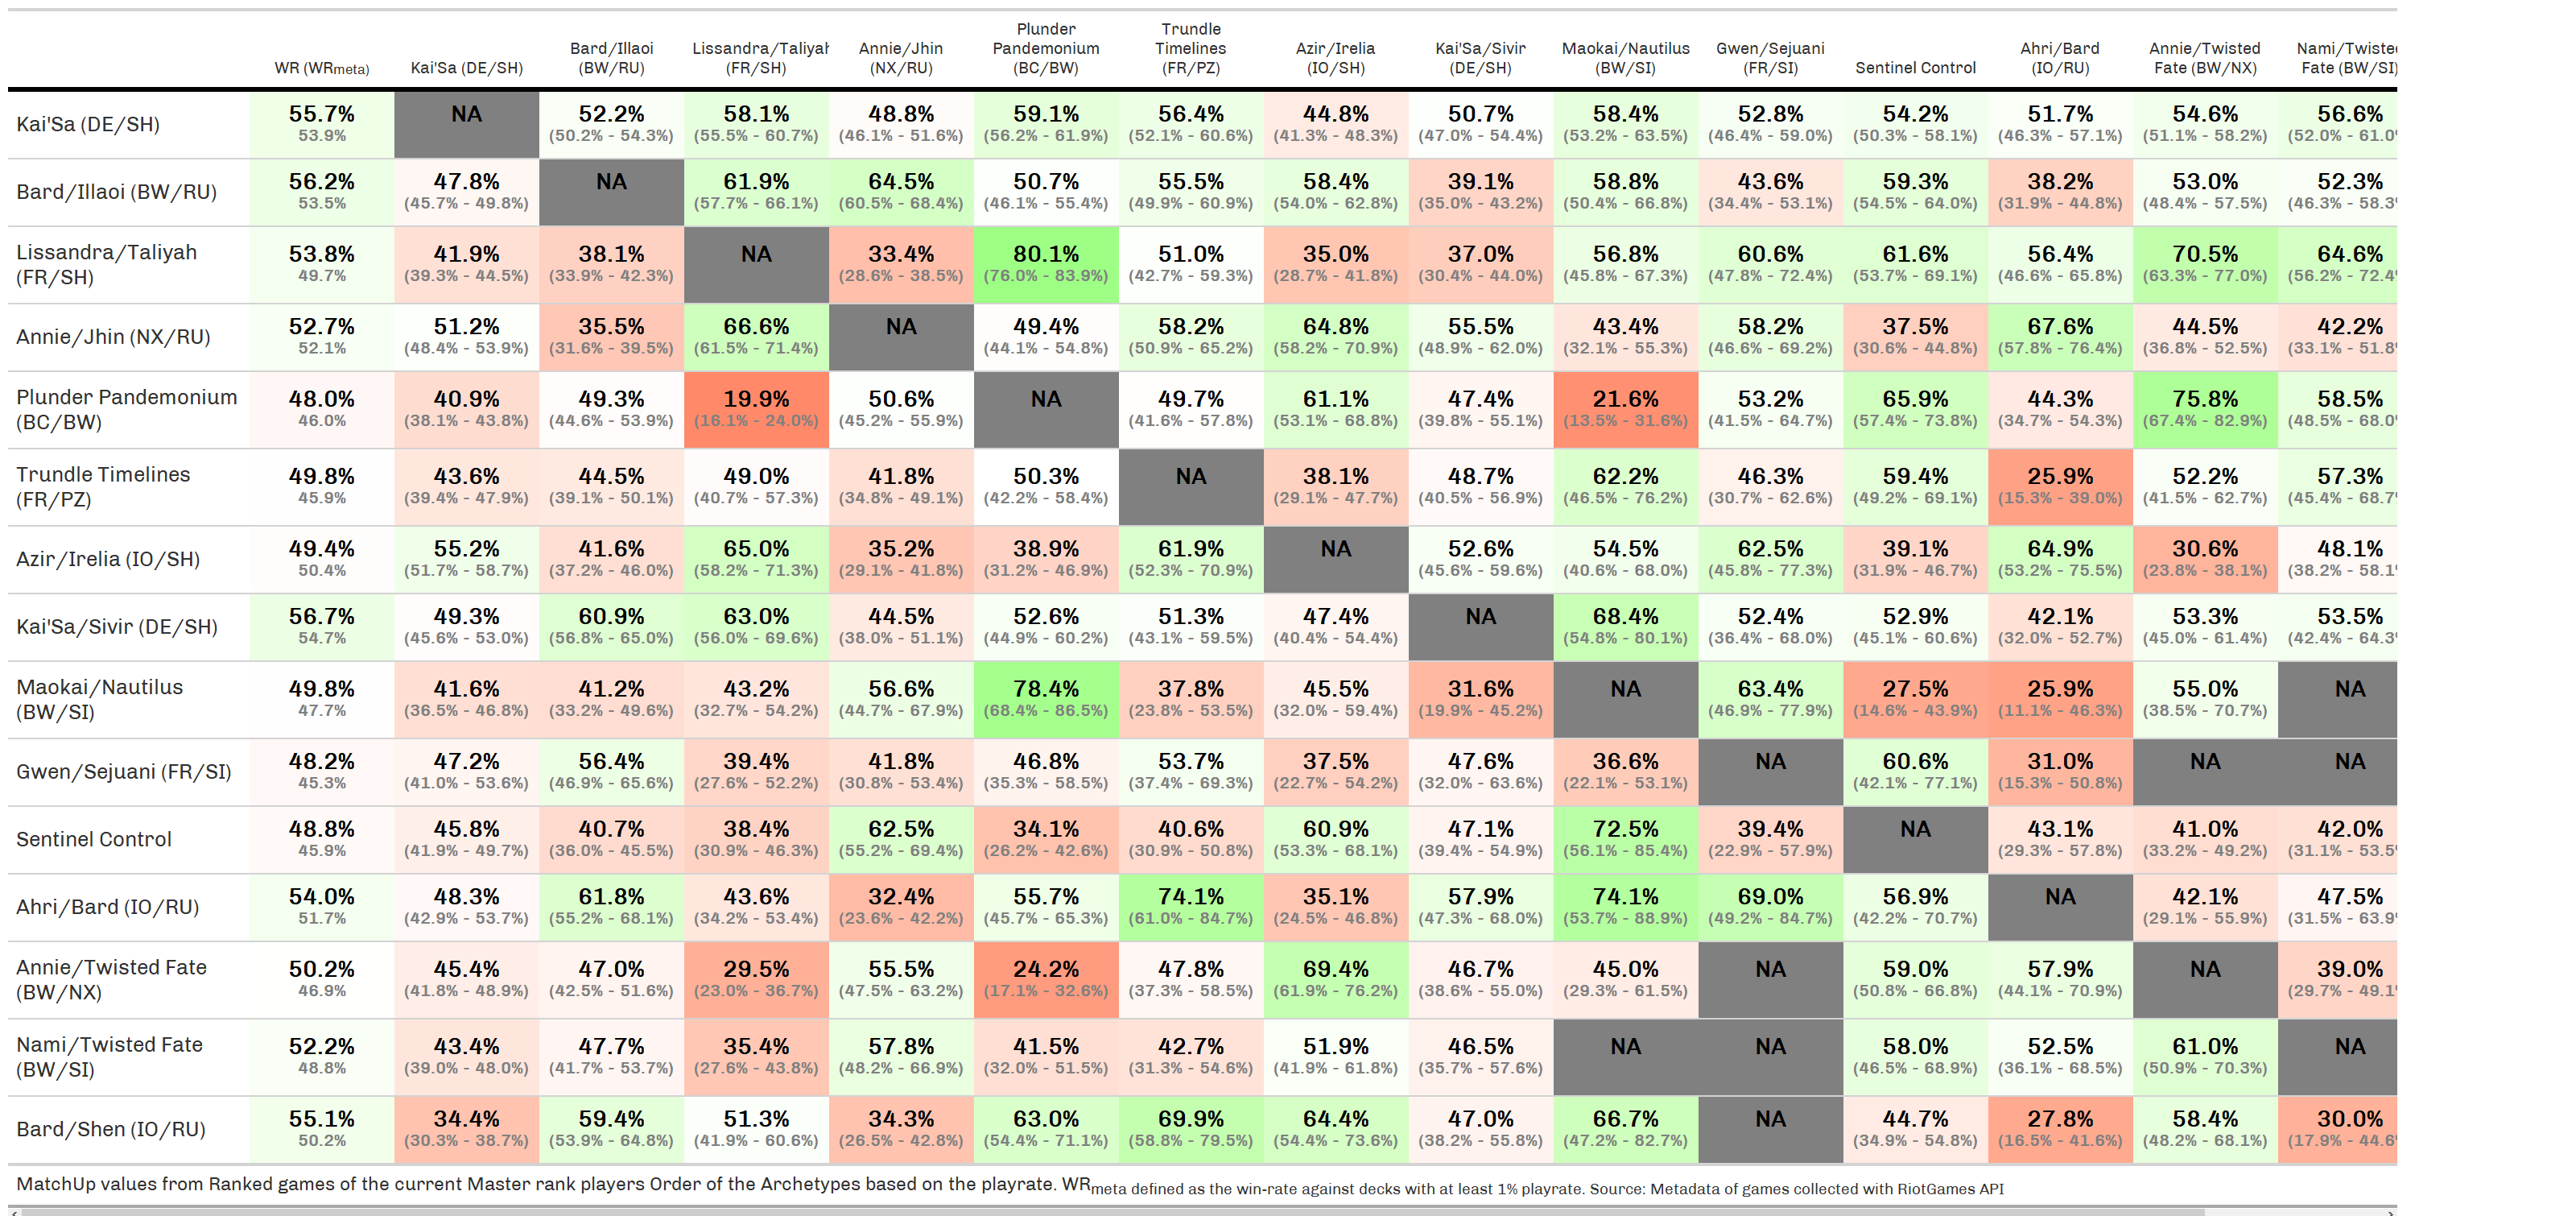 WR (WRmeta) Kai'Sa (DE/SH) Bard/Illaoi (BW/RU) Lissandra/Taliyah (FR/SH) Annie/Jhin (NX/RU) Plunder Pandemonium (BC/BW) Trundle Timelines (FR/PZ) Azir/Irelia (IO/SH) Kai'Sa/Sivir (DE/SH) Maokai/Nautilus (BW/SI) Gwen/Sejuani (FR/SI) Sentinel Control Ahri/Bard (IO/RU) Annie/Twisted Fate (BW/NX) Nami/Twisted Fate (BW/SI)
Kai'Sa (DE/SH) 55.7% NA 52.2% 58.1% 48.8% 59.1% 56.4% 44.8% 50.7% 58.4% 52.8% 54.2% 51.7% 54.6% 56.6%
53.9% (50.2% - 54.3%) (55.5% - 60.7%) (46.1% - 51.6%) (56.2% - 61.9%) (52.1% - 60.6%) (41.3% - 48.3%) (47.0% - 54.4%) (53.2% - 63.5%) (46.4% - 59.0%) (50.3% - 58.1%) (46.3% - 57.1%) (51.1% - 58.2%) (52.0% - 61.0%
Bard/Illaoi (BW/RU) 56.2% 47.8% NA 61.9% 64.5% 50.7% 55.5% 58.4% 39.1% 58.8% 43.6% 59.3% 38.2% 53.0% 52.3%
53.5% (45.7% - 49.8%) (57.7% - 66.1%) (60.5% - 68.4%) (46.1% - 55.4%) (49.9% - 60.9%) (54.0% - 62.8%) (35.0% - 43.2%) (50.4% - 66.8%) (34.4% - 53.1%) (54.5% - 64.0%) (31.9% - 44.8%) (48.4% - 57.5%) (46.3% - 58.3%
Lissandra/Taliyah (FR/SH) 53.8% 41.9% 38.1% NA 33.4% 80.1% 51.0% 35.0% 37.0% 56.8% 60.6% 61.6% 56.4% 70.5% 64.6%
49.7% (39.3% - 44.5%) (33.9% - 42.3%) (28.6% - 38.5%) (76.0% - 83.9%) (42.7% - 59.3%) (28.7% - 41.8%) (30.4% - 44.0%) (45.8% - 67.3%) (47.8% - 72.4%) (53.7% - 69.1%) (46.6% - 65.8%) (63.3% - 77.0%) (56.2% - 72.4%
Annie/Jhin (NX/RU) 52.7% 51.2% 35.5% 66.6% NA 49.4% 58.2% 64.8% 55.5% 43.4% 58.2% 37.5% 67.6% 44.5% 42.2%
52.1% (48.4% - 53.9%) (31.6% - 39.5%) (61.5% - 71.4%) (44.1% - 54.8%) (50.9% - 65.2%) (58.2% - 70.9%) (48.9% - 62.0%) (32.1% - 55.3%) (46.6% - 69.2%) (30.6% - 44.8%) (57.8% - 76.4%) (36.8% - 52.5%) (33.1% - 51.8%
Plunder Pandemonium (BC/BW) 48.0% 40.9% 49.3% 19.9% 50.6% NA 49.7% 61.1% 47.4% 21.6% 53.2% 65.9% 44.3% 75.8% 58.5%
46.0% (38.1% - 43.8%) (44.6% - 53.9%) (16.1% - 24.0%) (45.2% - 55.9%) (41.6% - 57.8%) (53.1% - 68.8%) (39.8% - 55.1%) (13.5% - 31.6%) (41.5% - 64.7%) (57.4% - 73.8%) (34.7% - 54.3%) (67.4% - 82.9%) (48.5% - 68.0%
Trundle Timelines (FR/PZ) 49.8% 43.6% 44.5% 49.0% 41.8% 50.3% NA 38.1% 48.7% 62.2% 46.3% 59.4% 25.9% 52.2% 57.3%
45.9% (39.4% - 47.9%) (39.1% - 50.1%) (40.7% - 57.3%) (34.8% - 49.1%) (42.2% - 58.4%) (29.1% - 47.7%) (40.5% - 56.9%) (46.5% - 76.2%) (30.7% - 62.6%) (49.2% - 69.1%) (15.3% - 39.0%) (41.5% - 62.7%) (45.4% - 68.7%
Azir/Irelia (IO/SH) 49.4% 55.2% 41.6% 65.0% 35.2% 38.9% 61.9% NA 52.6% 54.5% 62.5% 39.1% 64.9% 30.6% 48.1%
50.4% (51.7% - 58.7%) (37.2% - 46.0%) (58.2% - 71.3%) (29.1% - 41.8%) (31.2% - 46.9%) (52.3% - 70.9%) (45.6% - 59.6%) (40.6% - 68.0%) (45.8% - 77.3%) (31.9% - 46.7%) (53.2% - 75.5%) (23.8% - 38.1%) (38.2% - 58.1%
Kai'Sa/Sivir (DE/SH) 56.7% 49.3% 60.9% 63.0% 44.5% 52.6% 51.3% 47.4% NA 68.4% 52.4% 52.9% 42.1% 53.3% 53.5%
54.7% (45.6% - 53.0%) (56.8% - 65.0%) (56.0% - 69.6%) (38.0% - 51.1%) (44.9% - 60.2%) (43.1% - 59.5%) (40.4% - 54.4%) (54.8% - 80.1%) (36.4% - 68.0%) (45.1% - 60.6%) (32.0% - 52.7%) (45.0% - 61.4%) (42.4% - 64.3%
Maokai/Nautilus (BW/SI) 49.8% 41.6% 41.2% 43.2% 56.6% 78.4% 37.8% 45.5% 31.6% NA 63.4% 27.5% 25.9% 55.0% NA
47.7% (36.5% - 46.8%) (33.2% - 49.6%) (32.7% - 54.2%) (44.7% - 67.9%) (68.4% - 86.5%) (23.8% - 53.5%) (32.0% - 59.4%) (19.9% - 45.2%) (46.9% - 77.9%) (14.6% - 43.9%) (11.1% - 46.3%) (38.5% - 70.7%)
Gwen/Sejuani (FR/SI) 48.2% 47.2% 56.4% 39.4% 41.8% 46.8% 53.7% 37.5% 47.6% 36.6% NA 60.6% 31.0% NA NA
45.3% (41.0% - 53.6%) (46.9% - 65.6%) (27.6% - 52.2%) (30.8% - 53.4%) (35.3% - 58.5%) (37.4% - 69.3%) (22.7% - 54.2%) (32.0% - 63.6%) (22.1% - 53.1%) (42.1% - 77.1%) (15.3% - 50.8%)
Sentinel Control 48.8% 45.8% 40.7% 38.4% 62.5% 34.1% 40.6% 60.9% 47.1% 72.5% 39.4% NA 43.1% 41.0% 42.0%
45.9% (41.9% - 49.7%) (36.0% - 45.5%) (30.9% - 46.3%) (55.2% - 69.4%) (26.2% - 42.6%) (30.9% - 50.8%) (53.3% - 68.1%) (39.4% - 54.9%) (56.1% - 85.4%) (22.9% - 57.9%) (29.3% - 57.8%) (33.2% - 49.2%) (31.1% - 53.5%
Ahri/Bard (IO/RU) 54.0% 48.3% 61.8% 43.6% 32.4% 55.7% 74.1% 35.1% 57.9% 74.1% 69.0% 56.9% NA 42.1% 47.5%
51.7% (42.9% - 53.7%) (55.2% - 68.1%) (34.2% - 53.4%) (23.6% - 42.2%) (45.7% - 65.3%) (61.0% - 84.7%) (24.5% - 46.8%) (47.3% - 68.0%) (53.7% - 88.9%) (49.2% - 84.7%) (42.2% - 70.7%) (29.1% - 55.9%) (31.5% - 63.9%
Annie/Twisted Fate (BW/NX) 50.2% 45.4% 47.0% 29.5% 55.5% 24.2% 47.8% 69.4% 46.7% 45.0% NA 59.0% 57.9% NA 39.0%
46.9% (41.8% - 48.9%) (42.5% - 51.6%) (23.0% - 36.7%) (47.5% - 63.2%) (17.1% - 32.6%) (37.3% - 58.5%) (61.9% - 76.2%) (38.6% - 55.0%) (29.3% - 61.5%) (50.8% - 66.8%) (44.1% - 70.9%) (29.7% - 49.1%
Nami/Twisted Fate (BW/SI) 52.2% 43.4% 47.7% 35.4% 57.8% 41.5% 42.7% 51.9% 46.5% NA NA 58.0% 52.5% 61.0% NA
48.8% (39.0% - 48.0%) (41.7% - 53.7%) (27.6% - 43.8%) (48.2% - 66.9%) (32.0% - 51.5%) (31.3% - 54.6%) (41.9% - 61.8%) (35.7% - 57.6%) (46.5% - 68.9%) (36.1% - 68.5%) (50.9% - 70.3%)
Bard/Shen (IO/RU) 55.1% 34.4% 59.4% 51.3% 34.3% 63.0% 69.9% 64.4% 47.0% 66.7% NA 44.7% 27.8% 58.4% 30.0%
50.2% (30.3% - 38.7%) (53.9% - 64.8%) (41.9% - 60.6%) (26.5% - 42.8%) (54.4% - 71.1%) (58.8% - 79.5%) (54.4% - 73.6%) (38.2% - 55.8%) (47.2% - 82.7%) (34.9% - 54.8%) (16.5% - 41.6%) (48.2% - 68.1%) (17.9% - 44.6%
MatchUp values from Ranked games of the current Master rank players Order of the Archetypes based on the playrate. WRmeta defined as the win-rate against decks with at least 1% playrate. Source: Metadata of games collected with RiotGames API